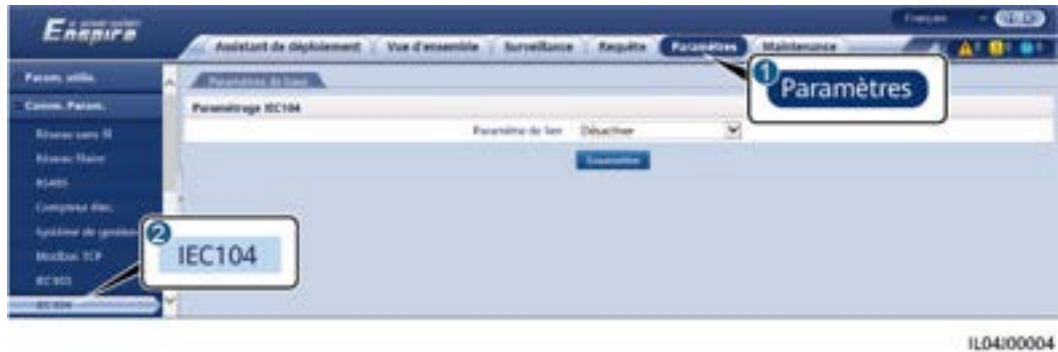 Enspire
Français
Assistant de déploiement
Vue d'ensemble
Surveillance
Requête
Paramètres
Maintenance
Param. utilis.
Paramètres de base
1
Paramètres
Comm. Param.
Paramétrage IEC104
Réseau sans fil
Paramètre de lien
Désactiver
Réseau filaire
Soumettre
RS485
Compteur élec.
Système de gestion
2
IEC104
Modbus TCP
IEC103
IEC104
IL04J00004